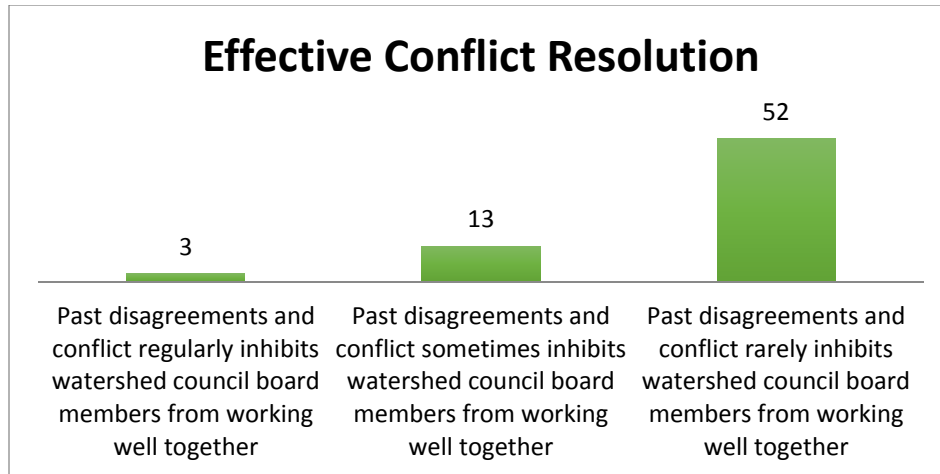 Effective Conflict Resolution
52
13
3
Past disagreements and
conflict regularly inhibits
watershed council board
members from working
well together
Past disagreements and
conflict sometimes inhibits
watershed council board
members from working
well together
Past disagreements and
conflict rarely inhibits
watershed council board
members from working
well together